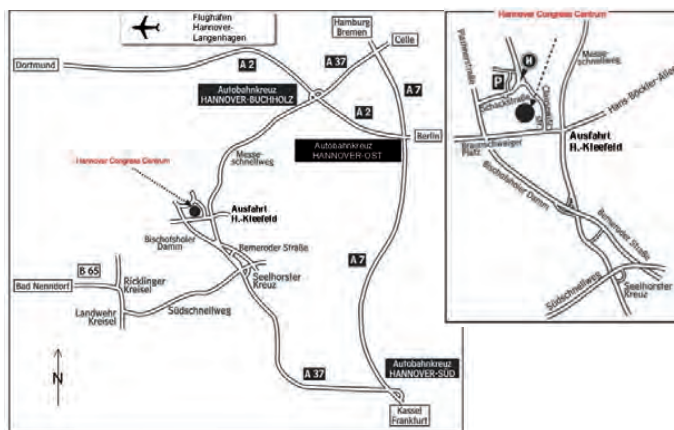 Flughafen
Hannover-
Langenhagen
Hamburg
Bremen
Celle
A 37
Dortmund
A 2
A 7
Autobahnkreuz
HANNOVER-BUCHHOLZ
A 2
Berlin
Autobahnkreuz
HANNOVER-OST
Messe-
schnellweg
Hannover Congress Centrum
Ausfahrt
H.-Kleefeld
Bischofsholer
Damm
Bemeroder Straße
A 7
B 65
Bad Nenndorf
Ricklinger
Kreisel
Seelhorster
Kreuz
Landwehr
Kreisel
Südschnellweg
N
A 37
Autobahnkreuz
HANNOVER-SÜD
Kassel
Frankfurt
Hannover Congress Centrum
Messe-
schnellweg
H
P
Schackstraße
Clausewitz
str.
Hans-Böckler-Allee
Braunschweiger
Platz
Ausfahrt
H.-Kleefeld
Bischofsholer Damm
Bemeroder Straße
Südschnellweg
Seelhorster
Kreuz